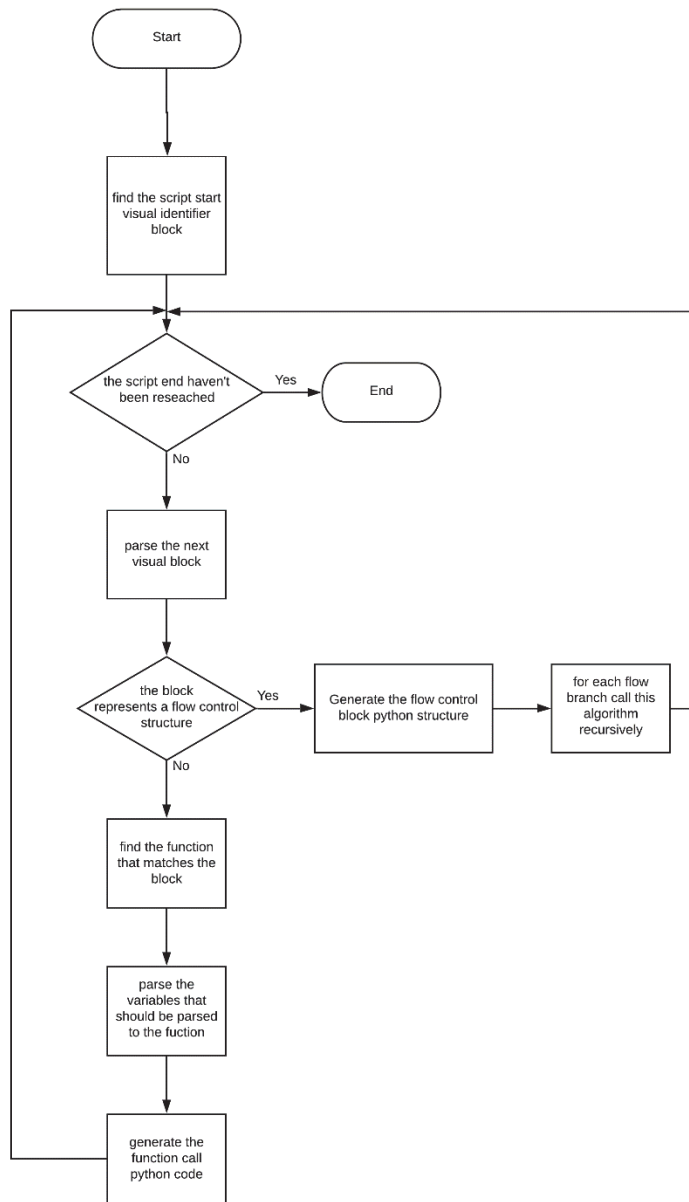 Start
find the script start
visual identifier
block
the script end haven't
been reseached
Yes
End
No
parse the next
visual block
the block
represents a flow control
structure
Yes
Generate the flow control
block python structure
for each flow
branch call this
algorithm
recursively
No
find the function
that matches the
block
parse the
variables that
should be parsed
to the fuction
generate the
function call
python code